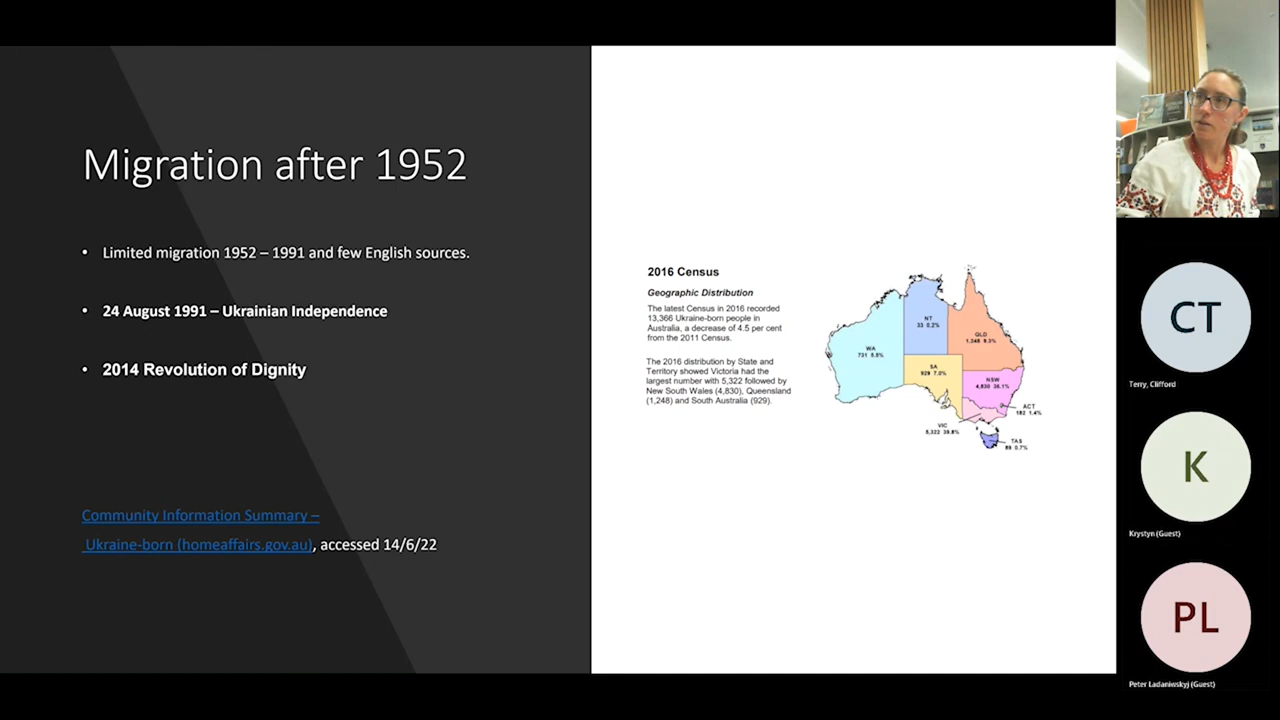 Migration after 1952
• Limited migration 1952 – 1991 and few English sources.
• 24 August 1991 – Ukrainian Independence
• 2014 Revolution of Dignity
Community Information Summary –
Ukraine-born (homeaffairs.gov.au), accessed 14/6/22
2016 Census
Geographic Distribution
The latest Census in 2016 recorded
13,366 Ukraine-born people in
Australia, a decrease of 4.5 per cent
from the 2011 Census.
The 2016 distribution by State and
Territory showed Victoria had the
largest number with 5,322 followed by
New South Wales (4,830), Queensland
(1,248) and South Australia (929).
NT
33 0.2%
QLD
1,248 9.3%
WA
731 5.5%
SA
929 7.0%
NSW
4,830 36.1%
ACT
182 1.4%
VIC
5,322 39.8%
TAS
89 0.7%
CT
Terry, Clifford
K
Krystyn (Guest)
PL
Peter Ladaniwskyj (Guest)